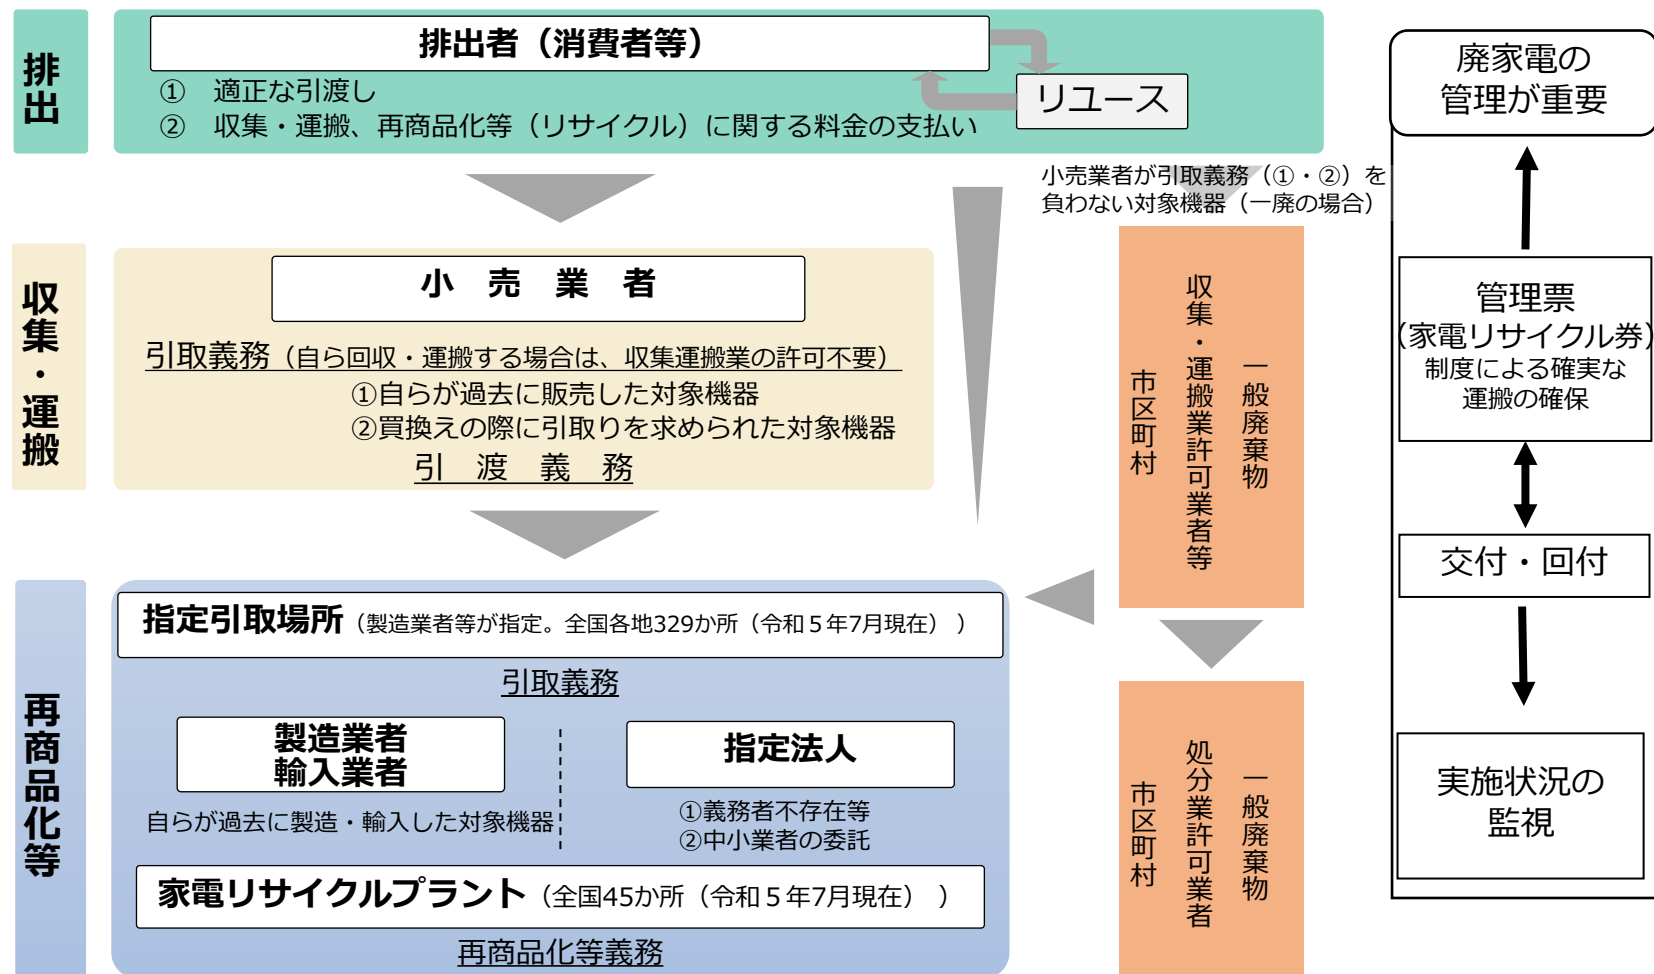 排出
排出者（消費者等）
① 適正な引渡し
② 収集・運搬、再商品化等（リサイクル）に関する料金の支払い
リユース
小売業者が引取義務（①・②）を
負わない対象機器（一廃の場合）
収集・運搬
小売業者
引取義務（自ら回収・運搬する場合は、収集運搬業の許可不要）
①自らが過去に販売した対象機器
②買換えの際に引取りを求められた対象機器
引渡義務
一般廃棄物
収集・運搬業許可業者等
市区町村
再商品化等
指定引取場所（製造業者等が指定。全国各地329か所（令和５年7月現在））
引取義務
製造業者
輸入業者
自らが過去に製造・輸入した対象機器
指定法人
①義務者不存在等
②中小業者の委託
家電リサイクルプラント（全国45か所（令和５年7月現在））
再商品化等義務
一般廃棄物
処分業許可業者
市区町村
廃家電の
管理が重要
管理票
（家電リサイクル券）
制度による確実な
運搬の確保
交付・回付
実施状況の
監視